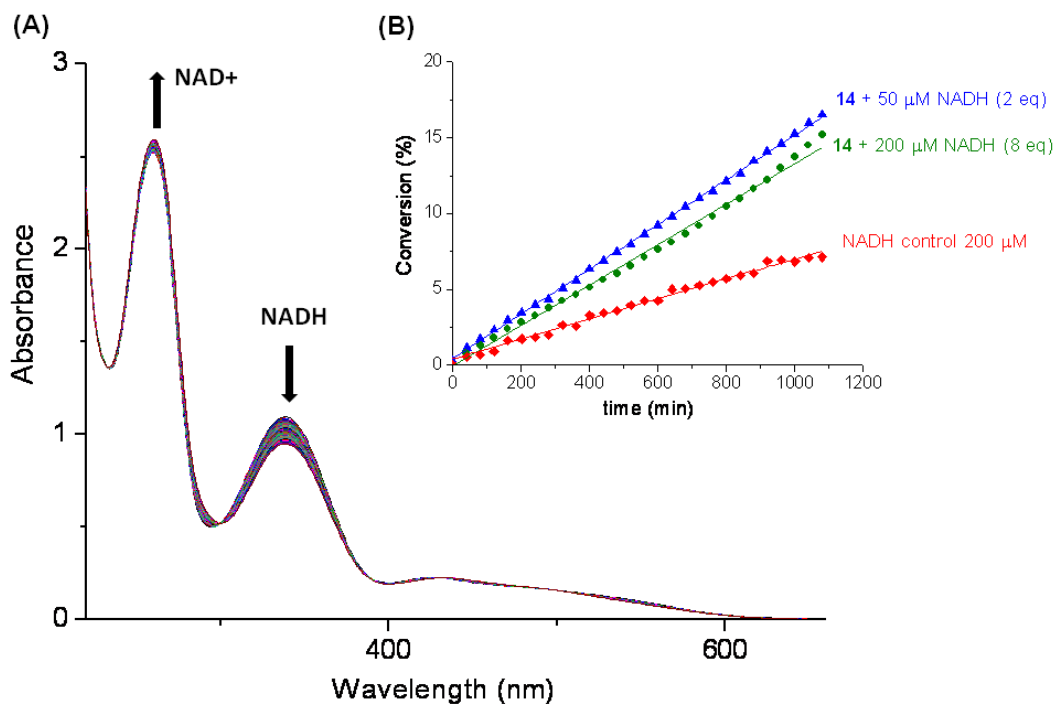 (A)
3
2
1
0
Absorbance
NAD+
NADH
400
600
Wavelength (nm)
(B)
20
15
10
5
0
Conversion (%)
0
200
400
600
800
1000
1200
time (min)
14 + 50 μM NADH (2 eq)
14 + 200 μM NADH (8 eq)
NADH control 200 μM